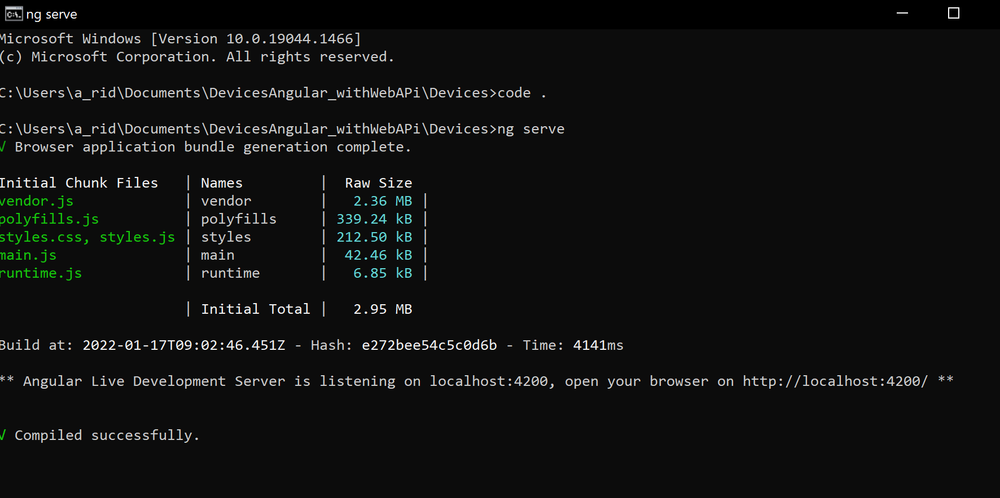 ng serve
Microsoft Windows [Version 10.0.19044.1466]
(c) Microsoft Corporation. All rights reserved.
C:\Users\a_rid\Documents\DevicesAngular_withWebAPi\Devices>code .
C:\Users\a_rid\Documents\DevicesAngular_withWebAPi\Devices>ng serve
√ Browser application bundle generation complete.
Initial Chunk Files | Names | Raw Size
vendor.js | vendor | 2.36 MB |
polyfills.js | polyfills | 339.24 kB |
styles.css, styles.js | styles | 212.50 kB |
main.js | main | 42.46 kB |
runtime.js | runtime | 6.85 kB |
| Initial Total | 2.95 MB
Build at: 2022-01-17T09:02:46.451Z - Hash: e272bee54c5c0d6b - Time: 4141ms
** Angular Live Development Server is listening on localhost:4200, open your browser on http://localhost:4200/ **
√ Compiled successfully.